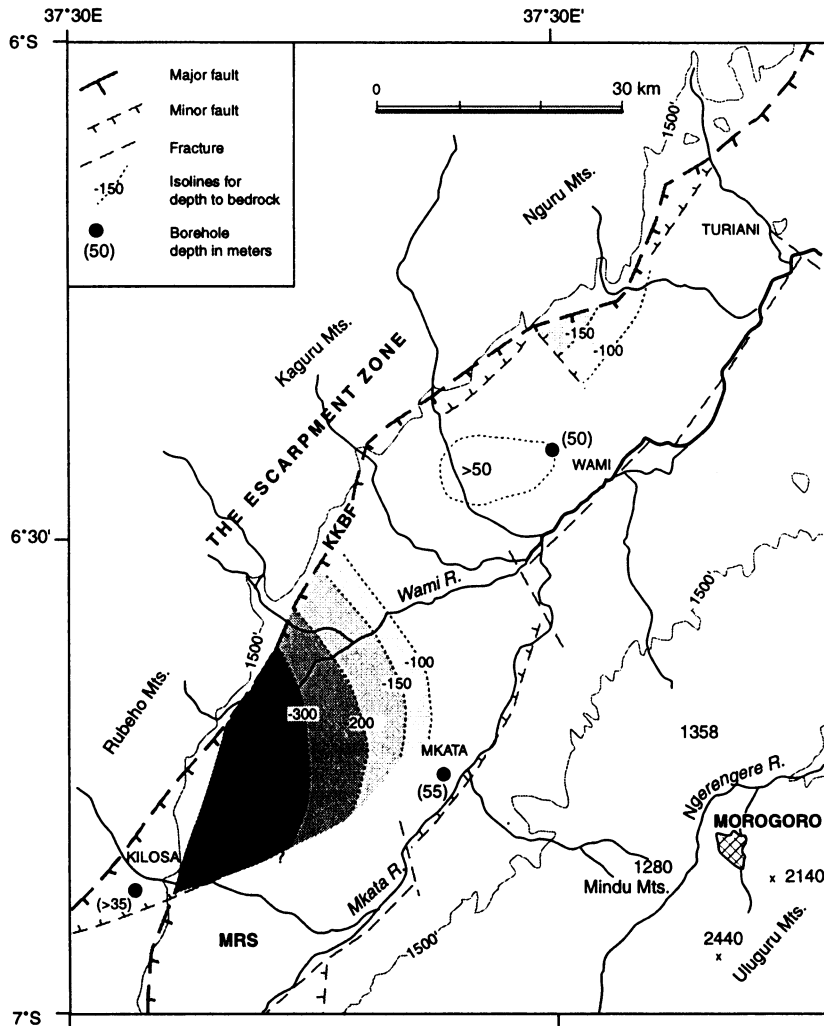 37°30E
37°30E'
6°S
Major fault
Minor fault
Fracture
-150
Isolines for
depth to bedrock
(50)
Borehole
depth in meters
0
30 km
1500'
Nguru Mts.
TURIANI
-150
-100
Kaguru Mts.
THE ESCARPMENT ZONE
(50)
WAMI
>50
KKBF
6°30'
Wami R.
1500'
1500'
-100
-150
200
-300
Rubeho Mts.
MKATA
(55)
1358
Ngerengere R.
MOROGORO
KILOSA
?
(>35)
1280
Mindu Mts.
x 2140
Mkata R.
MRS
1500'
2440
x
Uluguru Mts.
7°S